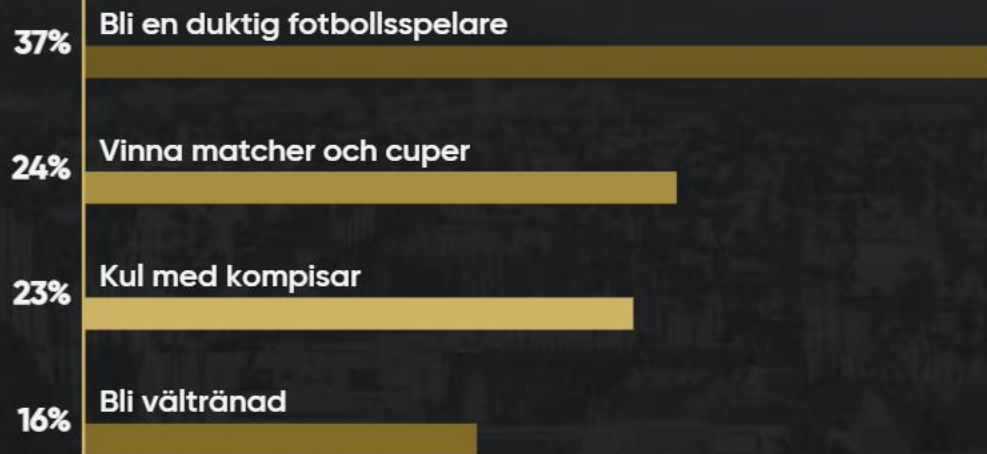 Bli en duktig fotbollsspelare
37%
Vinna matcher och cuper
24%
Kul med kompisar
23%
Bli vältränad
16%